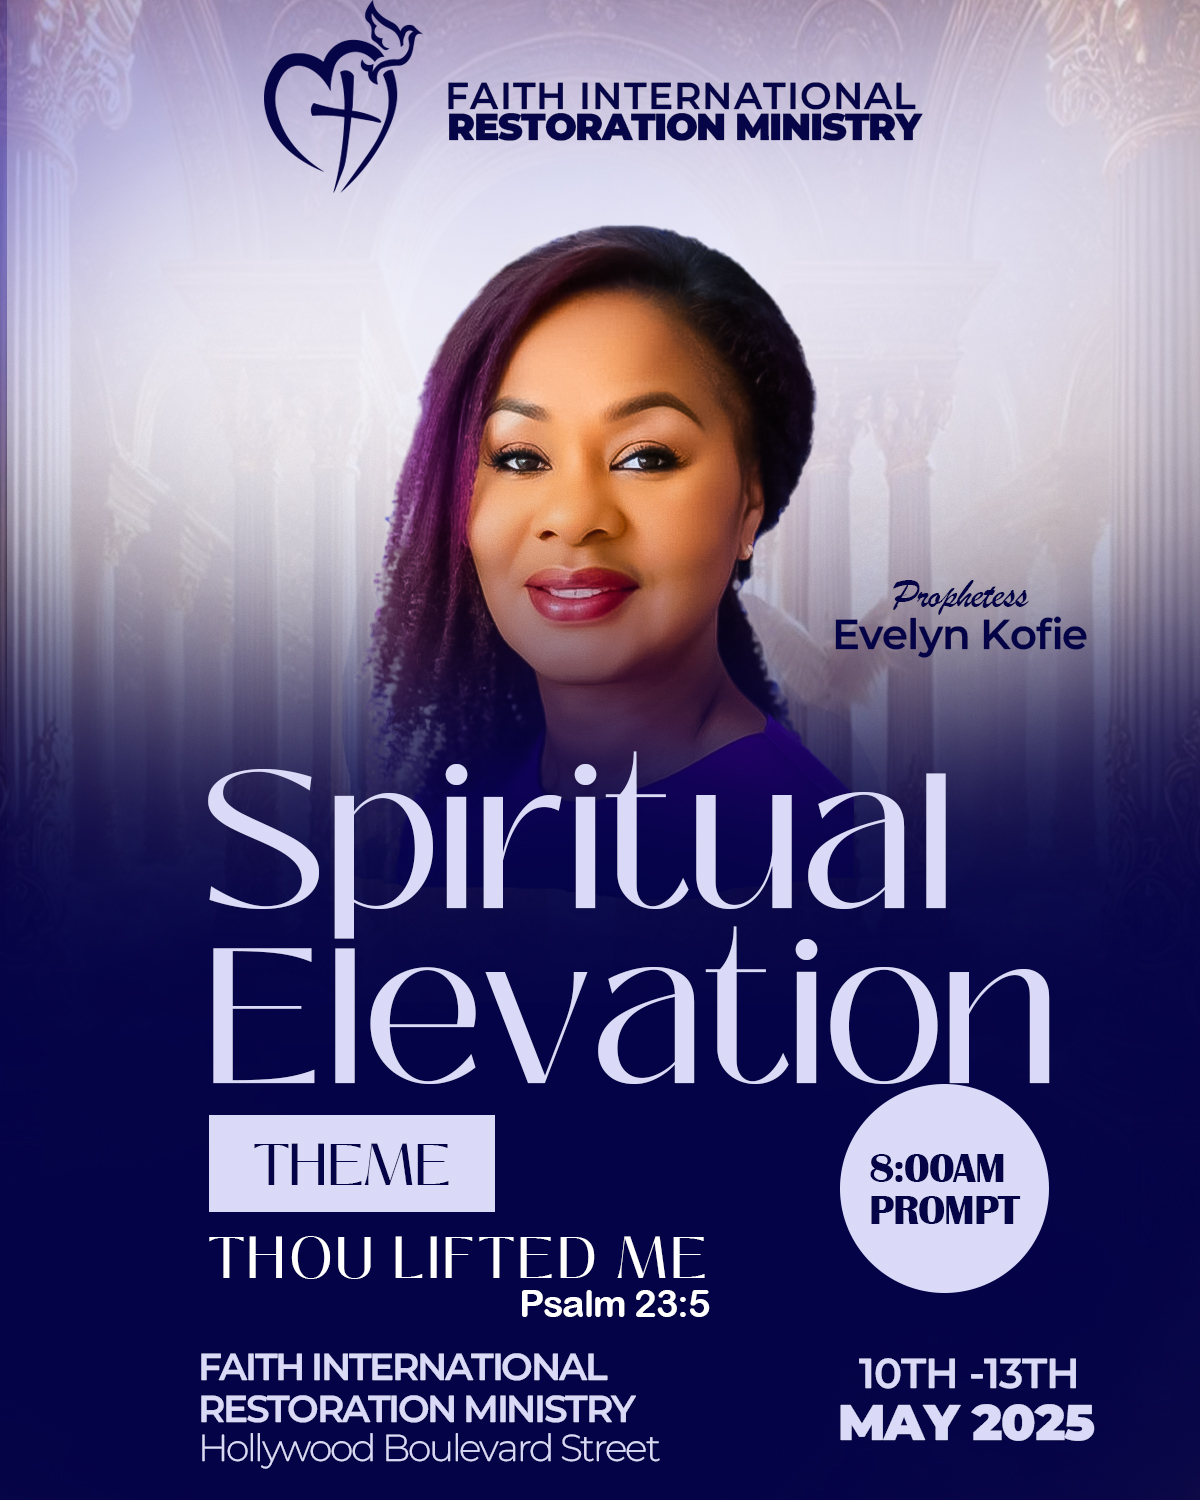 FAITH INTERNATIONAL
RESTORATION MINISTRY
Prophetess
Evelyn Kofie
Spiritual
Elevation
THEME
8:00AM
PROMPT
THOU LIFTED ME
Psalm 23:5
FAITH INTERNATIONAL
RESTORATION MINISTRY
Hollywood Boulevard Street
10TH -13TH
MAY 2025